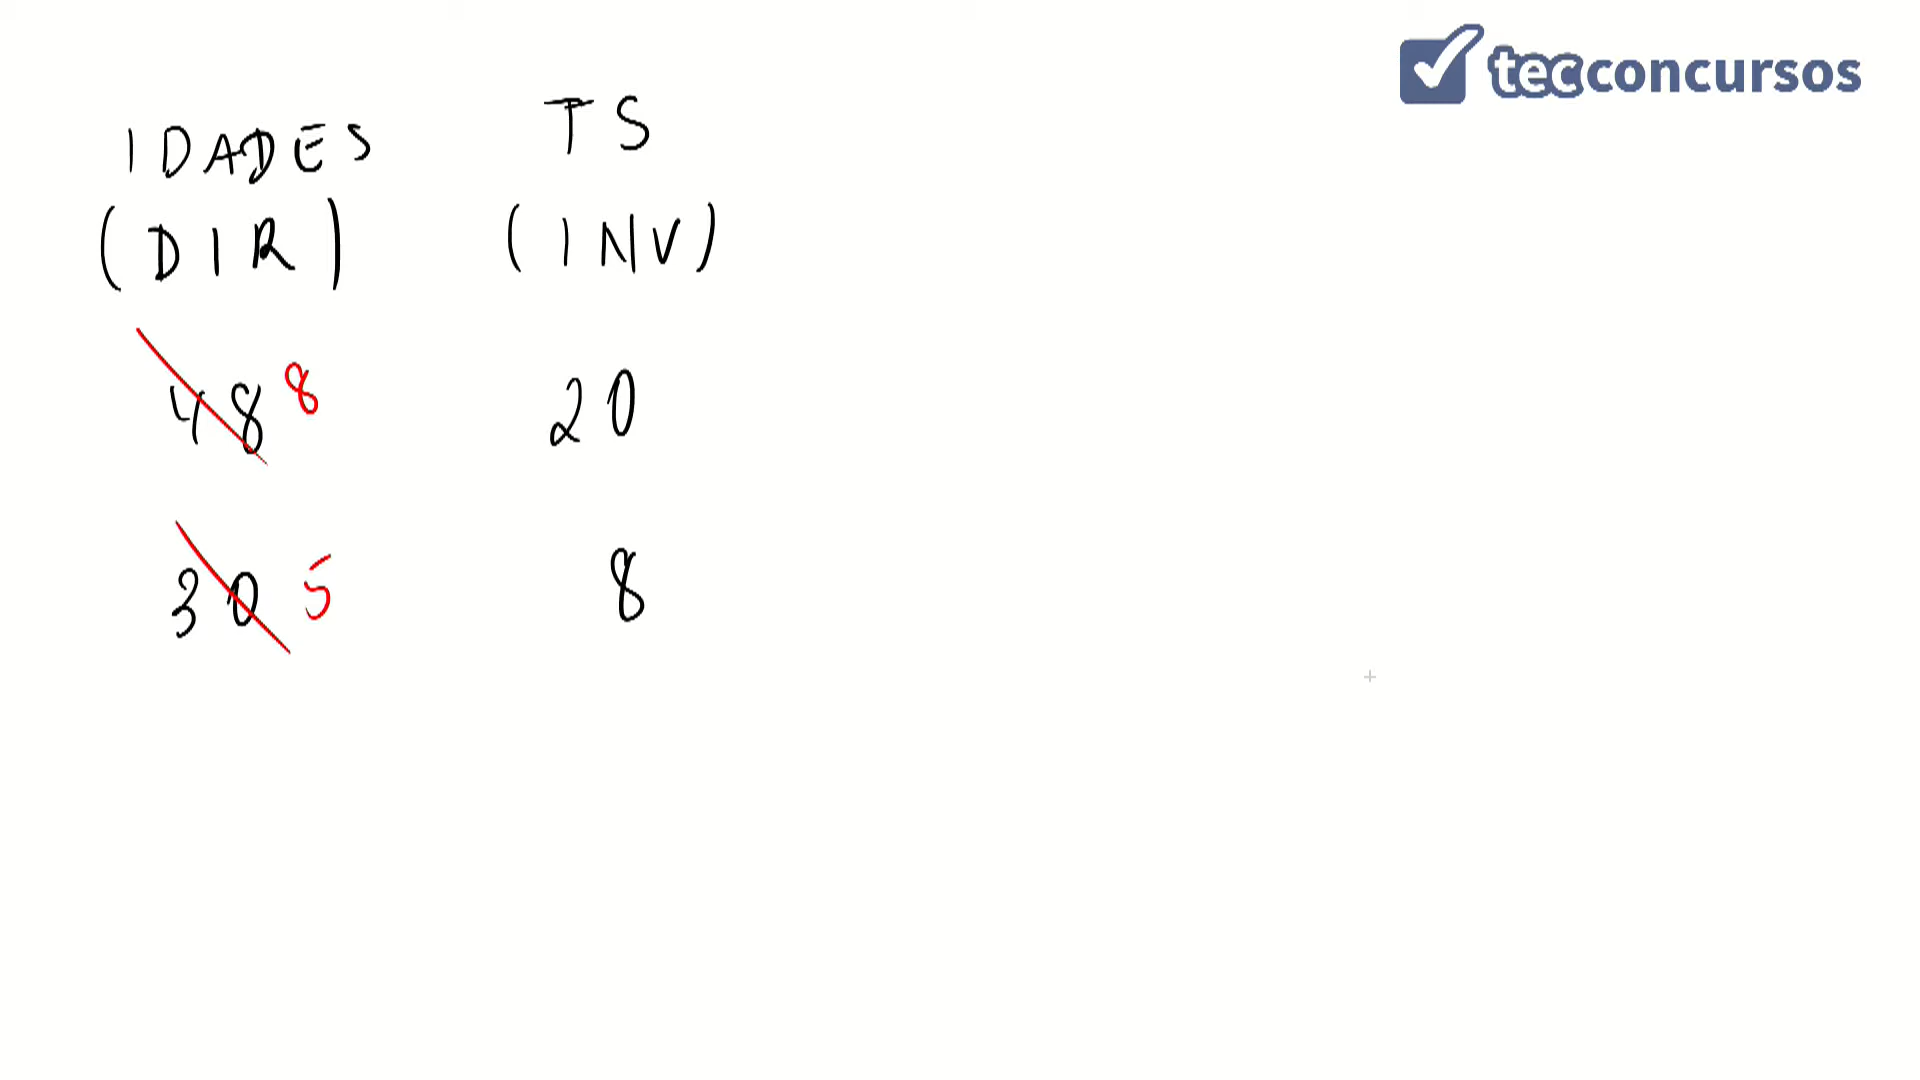 tecconcursos
IDADES TS
(DIR) (INV)
48 8 20
30 5 8